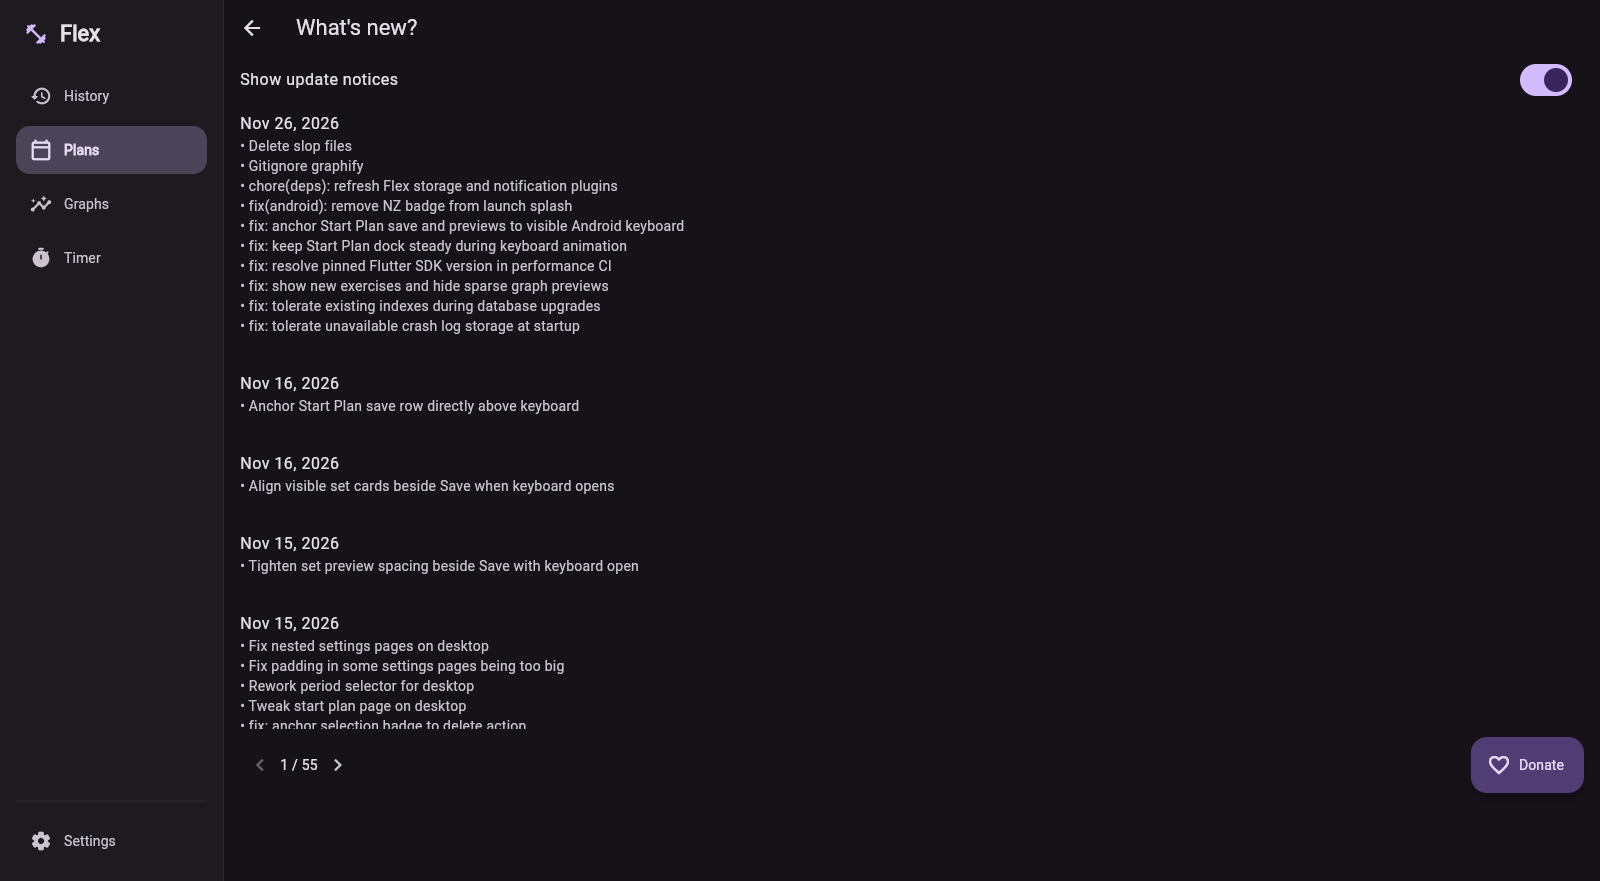 Flex
History
Plans
Graphs
Timer
Settings
What's new?
Show update notices
Nov 26, 2026
• Delete slop files
• Gitignore graphify
• chore(deps): refresh Flex storage and notification plugins
• fix(android): remove NZ badge from launch splash
• fix: anchor Start Plan save and previews to visible Android keyboard
• fix: keep Start Plan dock steady during keyboard animation
• fix: resolve pinned Flutter SDK version in performance CI
• fix: show new exercises and hide sparse graph previews
• fix: tolerate existing indexes during database upgrades
• fix: tolerate unavailable crash log storage at startup
Nov 16, 2026
• Anchor Start Plan save row directly above keyboard
Nov 16, 2026
• Align visible set cards beside Save when keyboard opens
Nov 15, 2026
• Tighten set preview spacing beside Save with keyboard open
Nov 15, 2026
• Fix nested settings pages on desktop
• Fix padding in some settings pages being too big
• Rework period selector for desktop
• Tweak start plan page on desktop
• fix: anchor selection badge to delete action
1 / 55
Donate